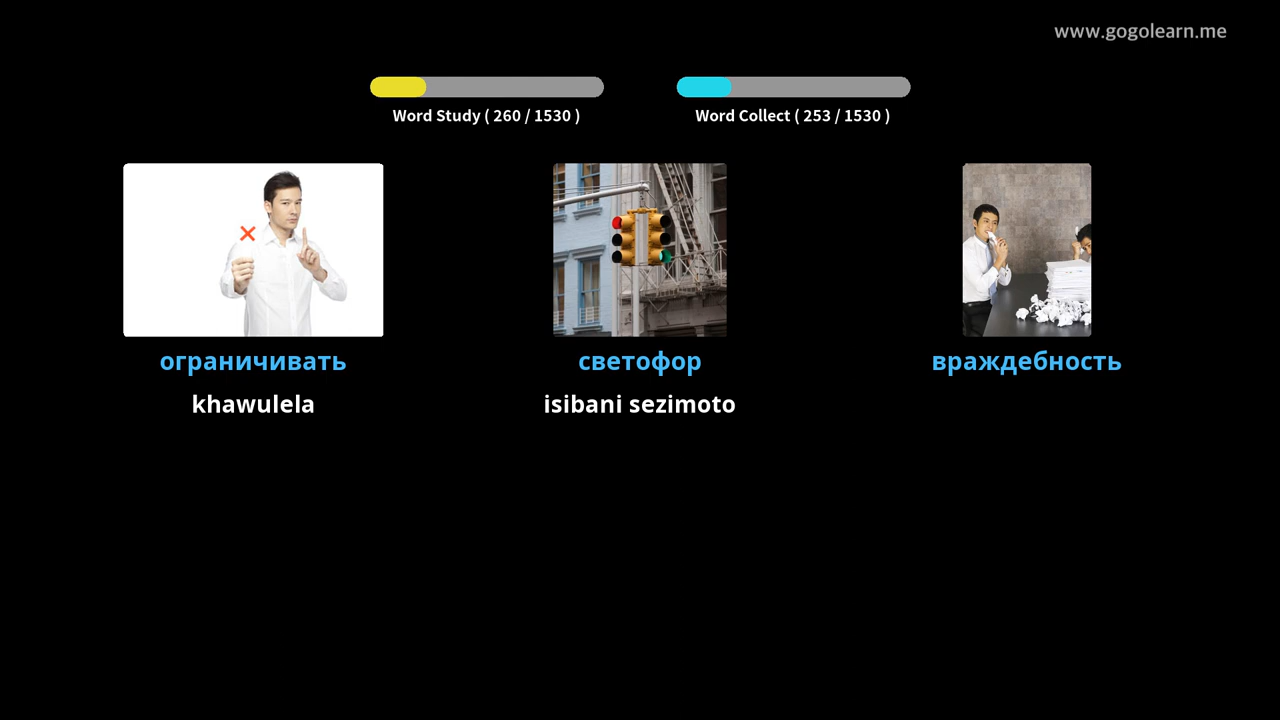 www.gogolearn.me
Word Study ( 260 / 1530 )
Word Collect ( 253 / 1530 )
ограничивать
светофор
враждебность
khawulela
isibani sezimoto